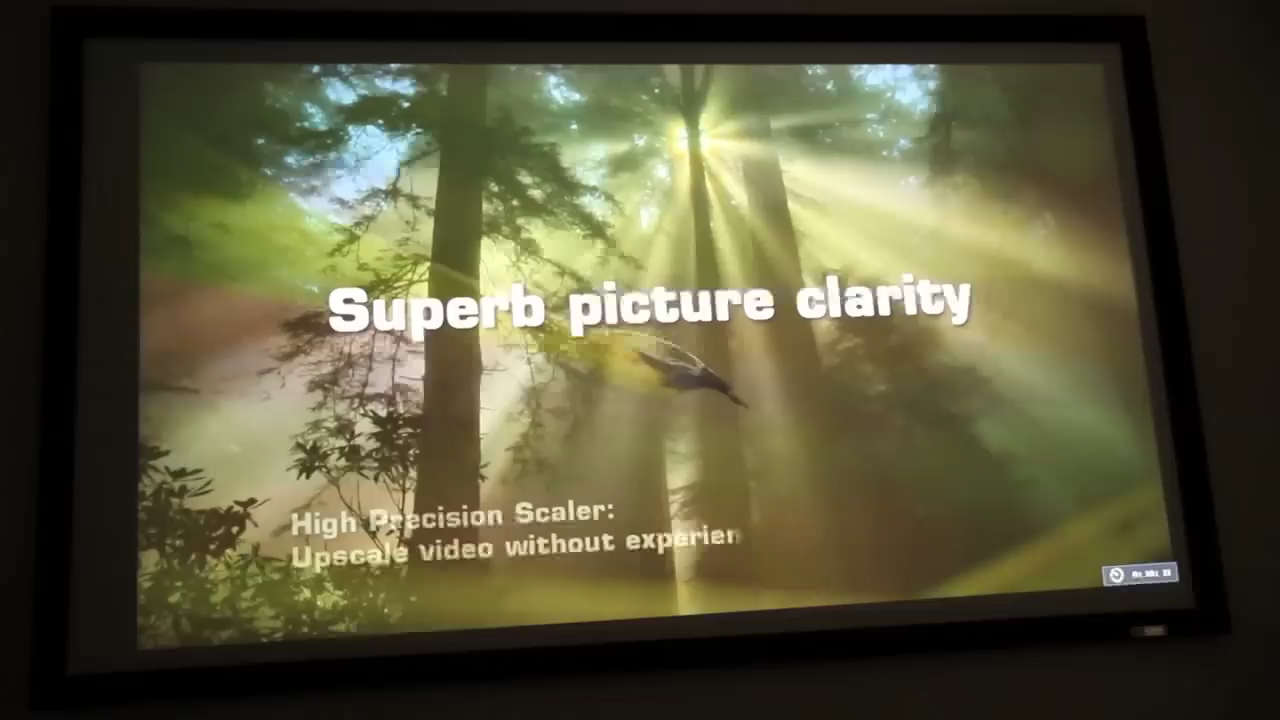 Superb picture clarity
High Precision Scaler:
Upscale video without experien